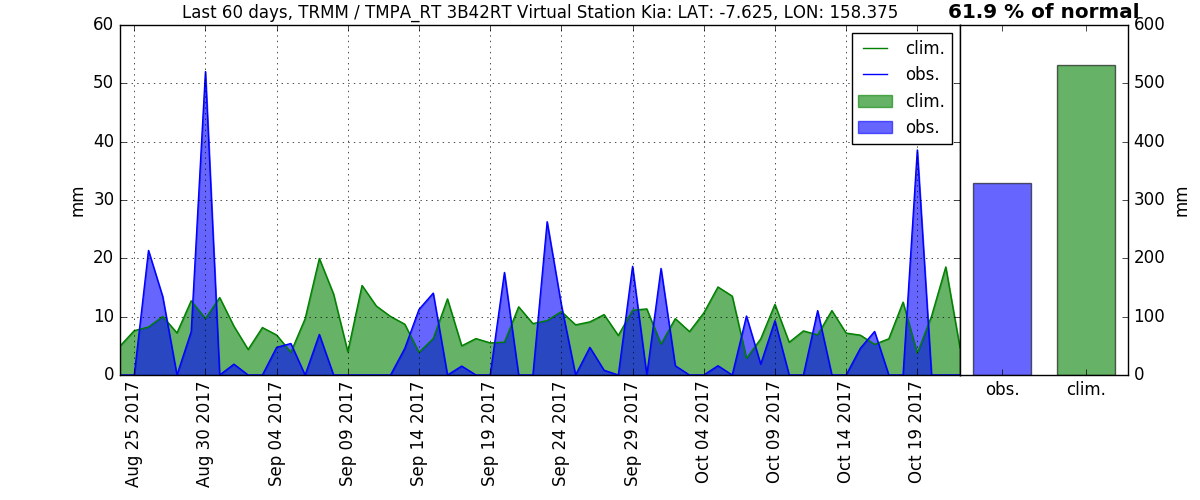 Last 60 days, TRMM / TMPA_RT 3B42RT Virtual Station Kia: LAT: -7.625, LON: 158.375
61.9 % of normal
60
50
40
30
20
10
0
mm
clim.
obs.
clim.
obs.
600
500
400
300
200
100
0
mm
Aug 25 2017
Aug 30 2017
Sep 04 2017
Sep 09 2017
Sep 14 2017
Sep 19 2017
Sep 24 2017
Sep 29 2017
Oct 04 2017
Oct 09 2017
Oct 14 2017
Oct 19 2017
obs.
clim.